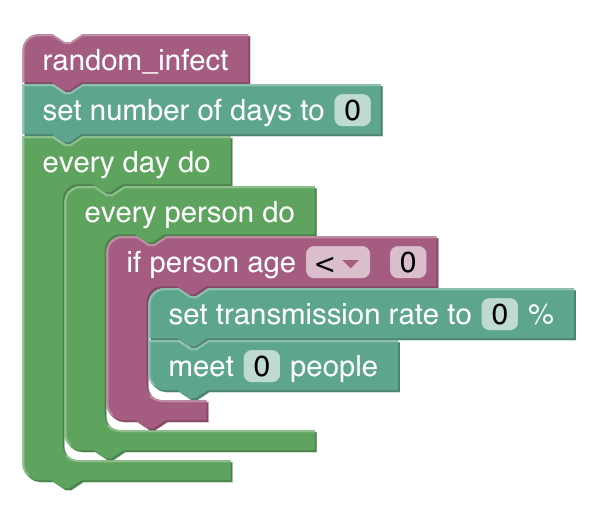 random_infect
set number of days to 0
every day do
every person do
if person age < 0
set transmission rate to 0 %
meet 0 people